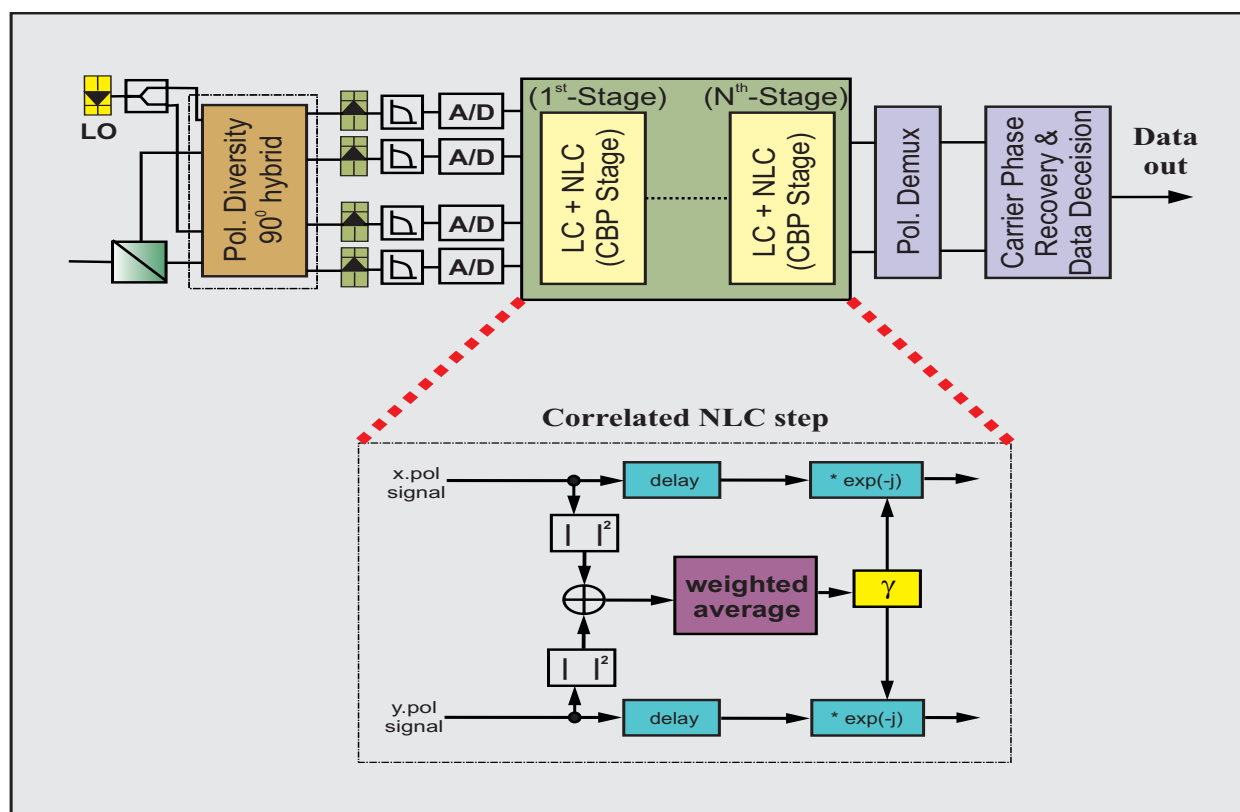 LO
Pol. Diversity
90⁰ hybrid
A/D
A/D
A/D
A/D
(1ˢᵗ-Stage)
(Nᵗʰ-Stage)
LC + NLC
(CBP Stage)
LC + NLC
(CBP Stage)
Pol. Demux
Carrier Phase
Recovery &
Data Deceision
Data
out
Correlated NLC step
x.pol
signal
delay
* exp(-j)
| |²
weighted
average
γ
| |²
y.pol
signal
delay
* exp(-j)